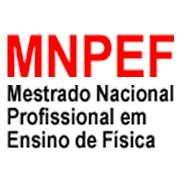 MNPEF
Mestrado Nacional
Profissional em
Ensino de Física